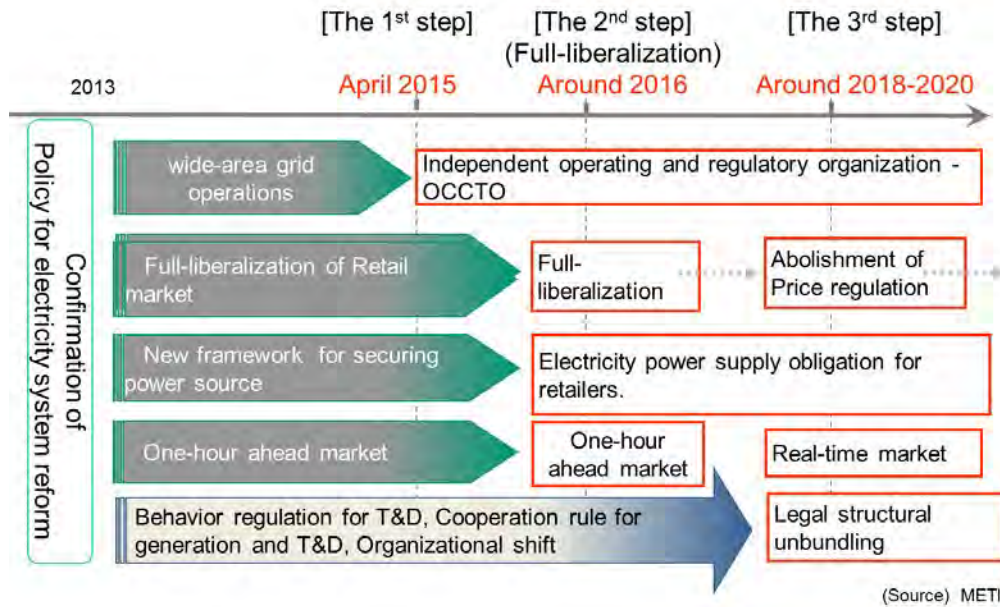 [The 1st step]
[The 2nd step]
(Full-liberalization)
[The 3rd step]
2013
April 2015
Around 2016
Around 2018-2020
Confirmation of
Policy for electricity system reform
wide-area grid
operations
Independent operating and regulatory organization -
OCCTO
Full-liberalization of Retail
market
Full-
liberalization
Abolishment of
Price regulation
New framework for securing
power source
Electricity power supply obligation for
retailers.
One-hour ahead market
One-hour
ahead market
Real-time market
Behavior regulation for T&D, Cooperation rule for
generation and T&D, Organizational shift
Legal structural
unbundling
(Source) METI